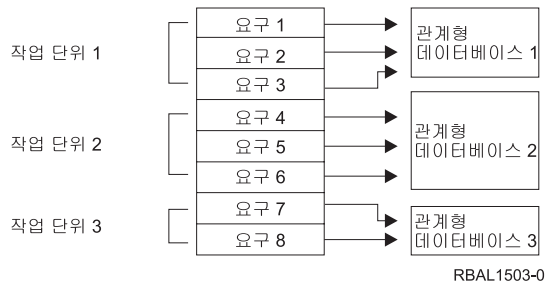 작업 단위 1
요구 1
요구 2
요구 3
관계형
데이터베이스 1
작업 단위 2
요구 4
요구 5
요구 6
관계형
데이터베이스 2
작업 단위 3
요구 7
요구 8
관계형
데이터베이스 3
RBAL1503-0